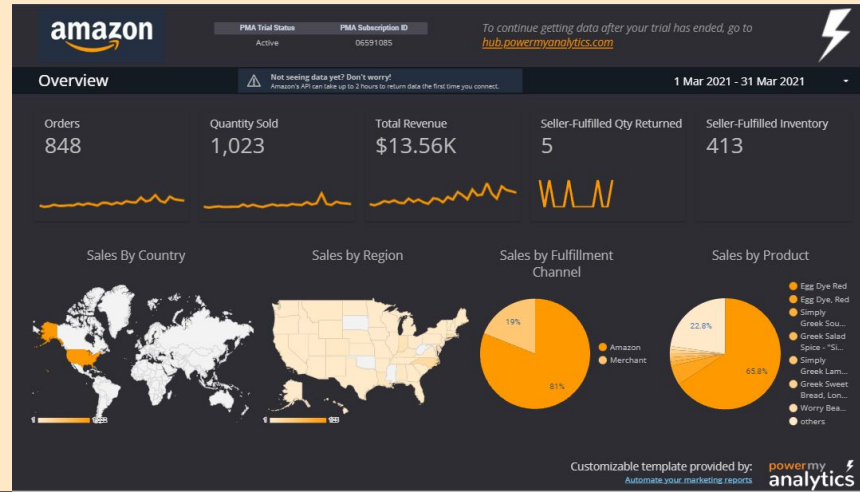 amazon
PMA Trial Status
PMA Subscription ID
Active
06591085
To continue getting data after your trial has ended, go to
hub.powermyanalytics.com
Overview
Not seeing data yet? Don't worry!
Amazon's API can take up to 2 hours to return data the first time you connect.
1 Mar 2021 - 31 Mar 2021
Orders
848
Quantity Sold
1,023
Total Revenue
$13.56K
Seller-Fulfilled Qty Returned
5
Seller-Fulfilled Inventory
413
Sales By Country
1
Sales by Region
1
Sales by Fulfillment
Channel
19%
81%
Amazon
Merchant
Sales by Product
22.8%
65.8%
Egg Dye Red
Egg Dye, Red
Simply
Greek Sou...
Greek Salad
Spice - "Si...
Simply
Greek Lam...
Greek Sweet
Bread, Lon...
Worry Bea...
others
Customizable template provided by:
Automate your marketing reports
powermy
analytics